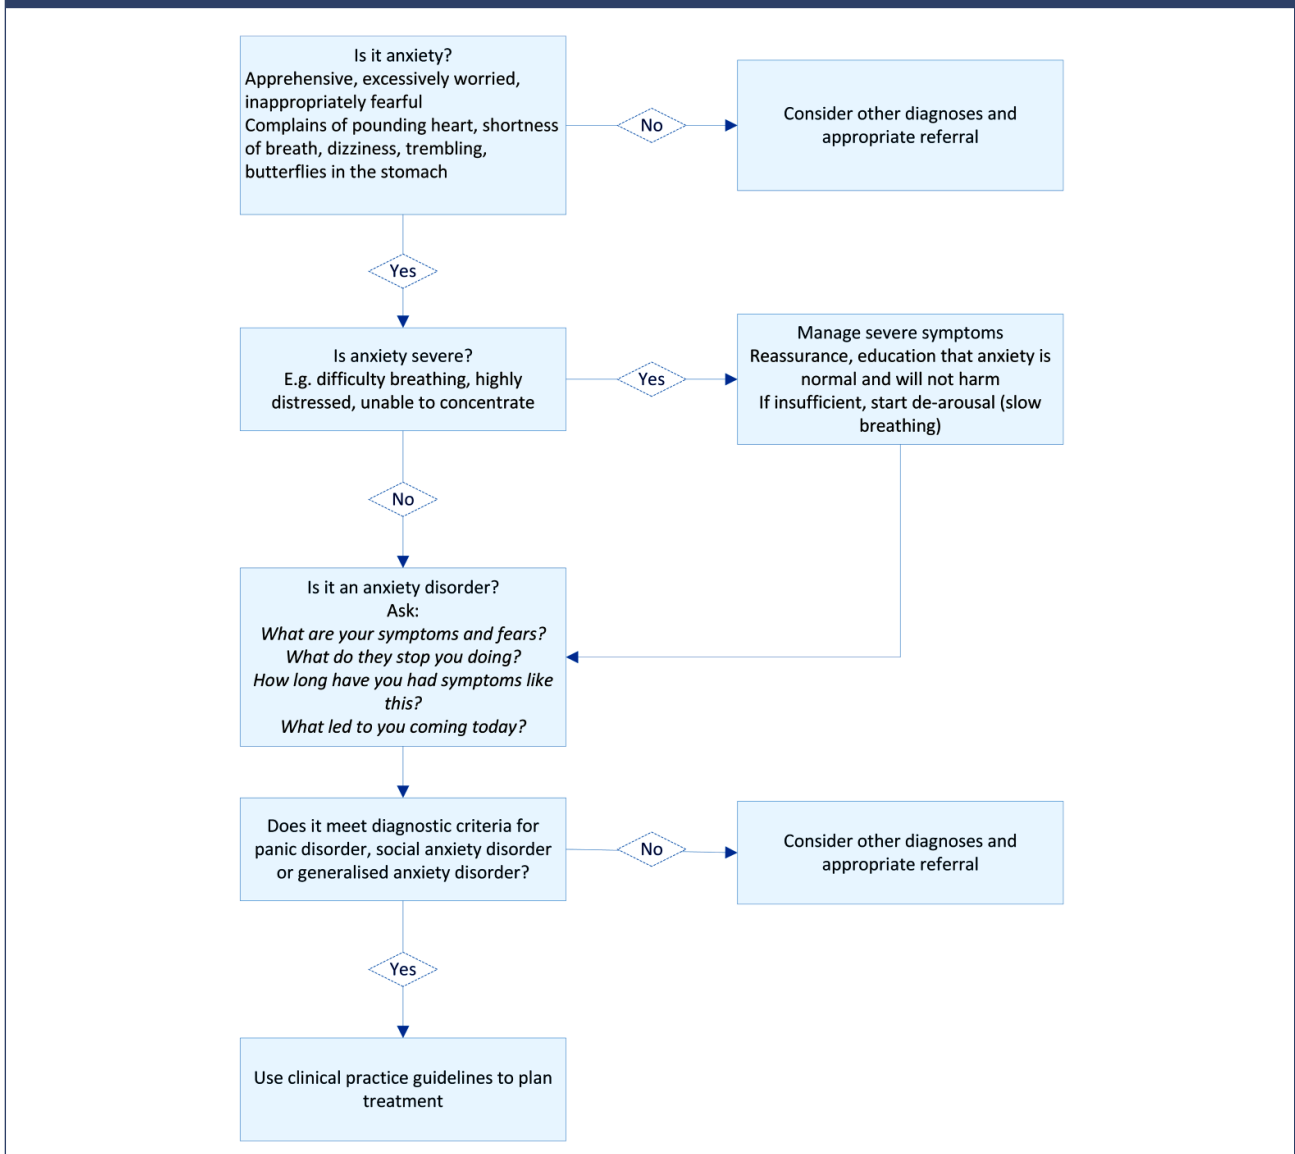 Is it anxiety?
Apprehensive, excessively worried,
inappropriately fearful
Complains of pounding heart, shortness
of breath, dizziness, trembling,
butterflies in the stomach
No
Consider other diagnoses and
appropriate referral
Yes
Is anxiety severe?
E.g. difficulty breathing, highly
distressed, unable to concentrate
Yes
Manage severe symptoms
Reassurance, education that anxiety is
normal and will not harm
If insufficient, start de-arousal (slow
breathing)
No
Is it an anxiety disorder?
Ask:
What are your symptoms and fears?
What do they stop you doing?
How long have you had symptoms like
this?
What led to you coming today?
Does it meet diagnostic criteria for
panic disorder, social anxiety disorder
or generalised anxiety disorder?
No
Consider other diagnoses and
appropriate referral
Yes
Use clinical practice guidelines to plan
treatment